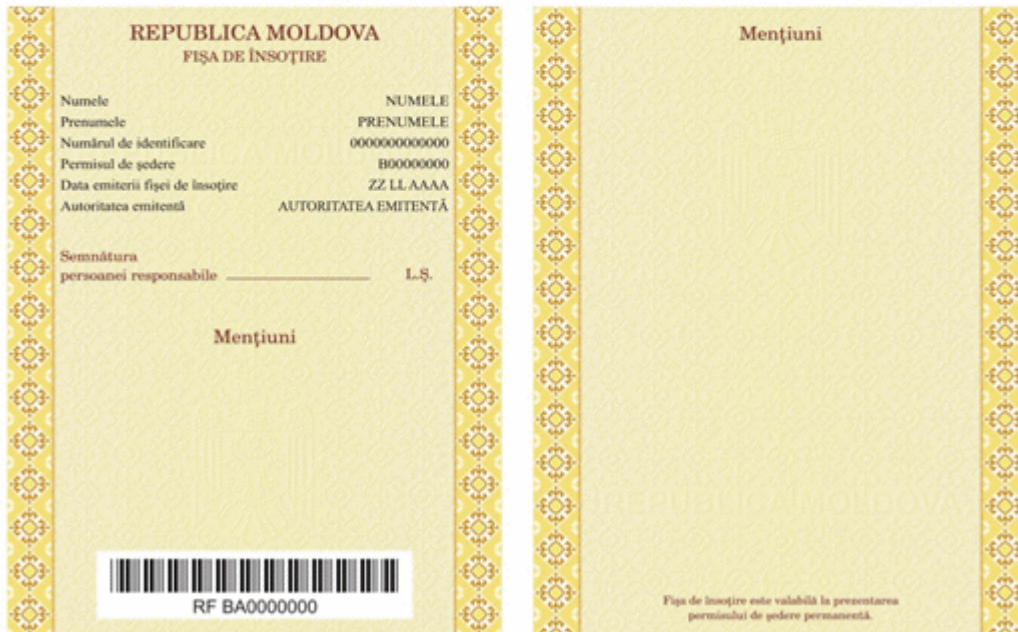 REPUBLICA MOLDOVA
FIȘA DE ÎNSOȚIRE
Numele NUMELE
Prenumele PRENUMELE
Numărul de identificare 0000000000000
Permisul de ședere B00000000
Data emiterii fișei de însoțire ZZ LL AAAA
Autoritatea emitentă AUTORITATEA EMITENTĂ
Semnătura
persoanei responsabile L.Ș.
Mențiuni
RF BA0000000
Mențiuni
REPUBLICA MOLDOVA
Fișa de însoțire este valabilă la prezentarea
permisului de ședere permanentă.